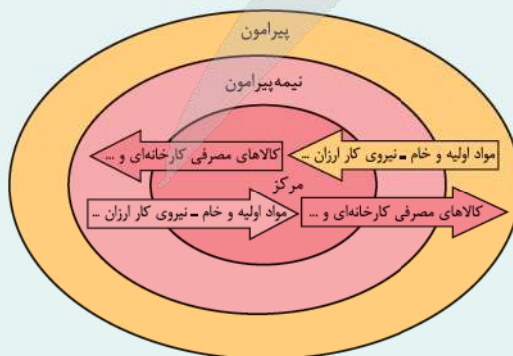 پیرامون
نیمه پیرامون
مواد اولیه و خام - نیروی کار ارزان ...
کالاهای مصرفی کارخانه‌ای و ...
مرکز
کالاهای مصرفی کارخانه‌ای و ...
مواد اولیه و خام - نیروی کار ارزان ...